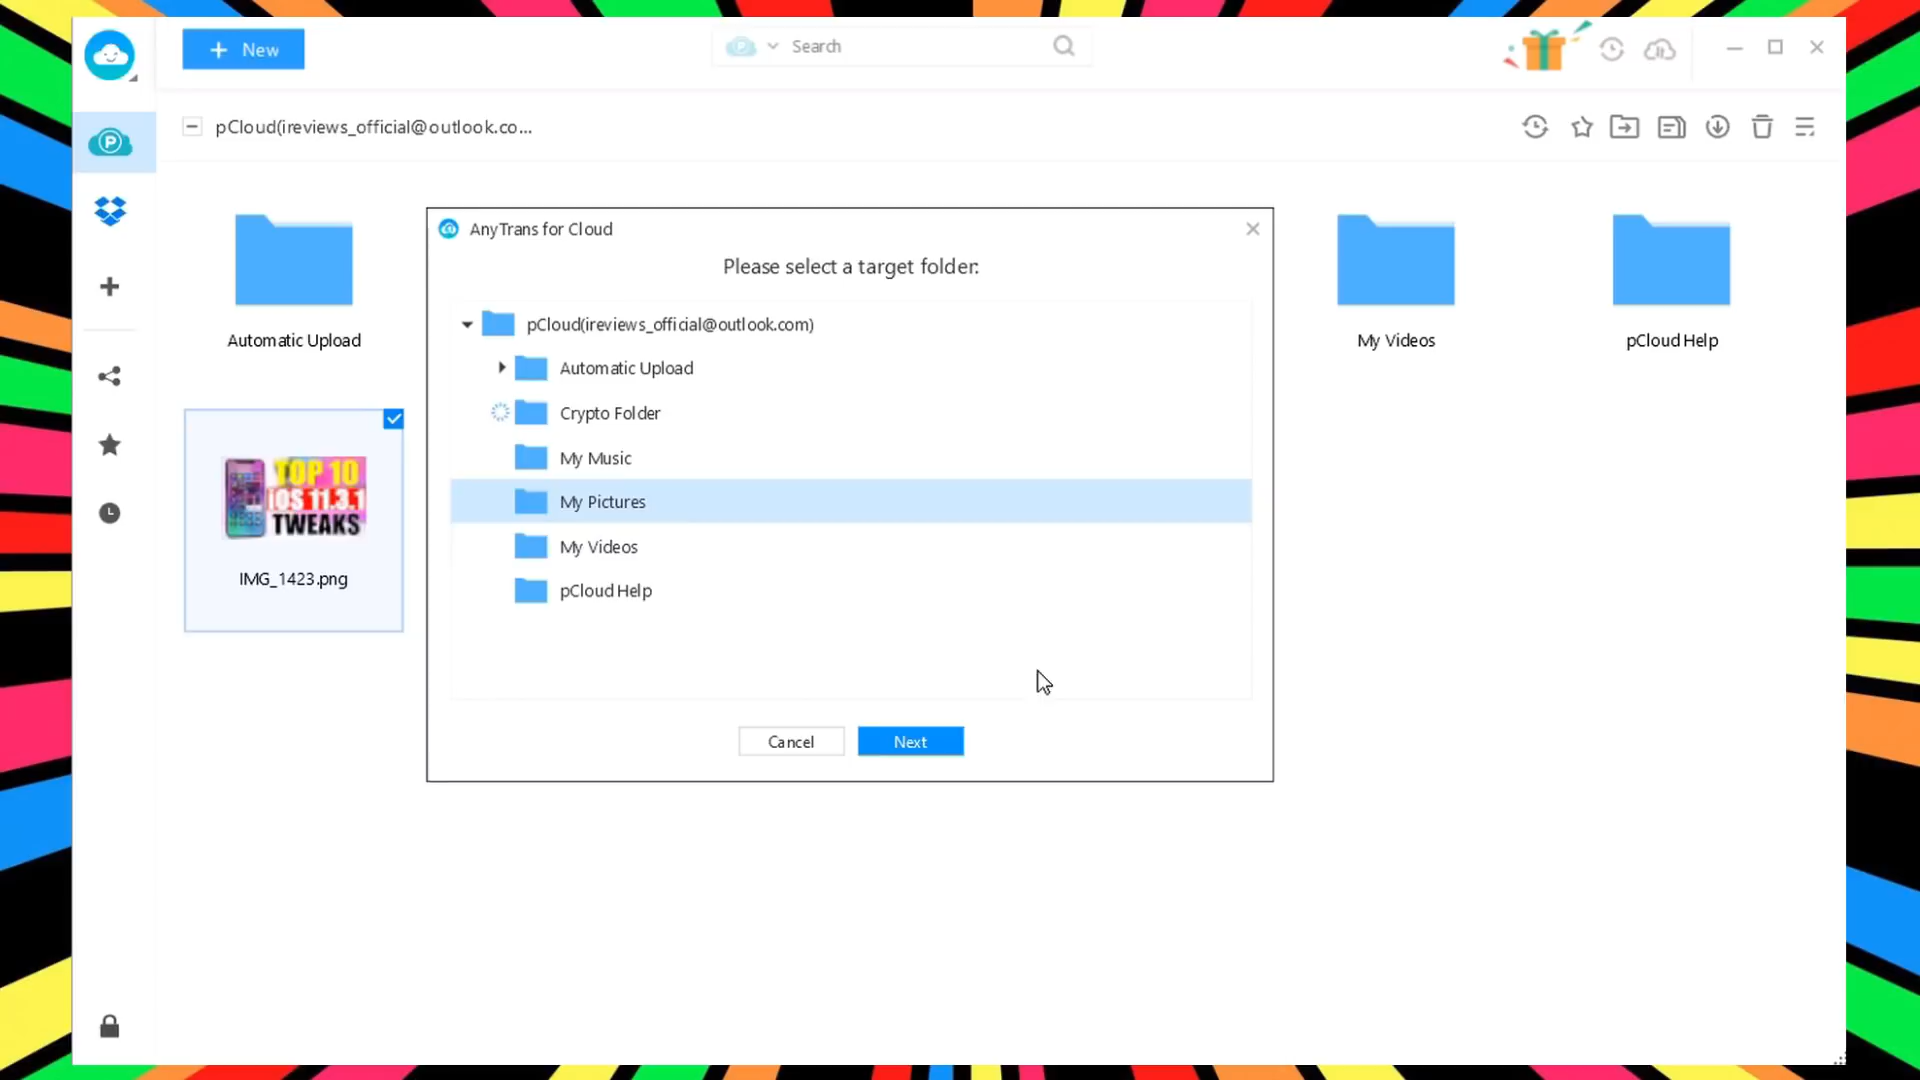 New
Search
pCloud(ireviews_official@outlook.co...
AnyTrans for Cloud
Please select a target folder:
pCloud(ireviews_official@outlook.com)
Automatic Upload
Crypto Folder
My Music
My Pictures
My Videos
pCloud Help
Cancel
Next
Automatic Upload
My Videos
pCloud Help
TOP 10
iOS 11.3.1
TWEAKS
IMG_1423.png